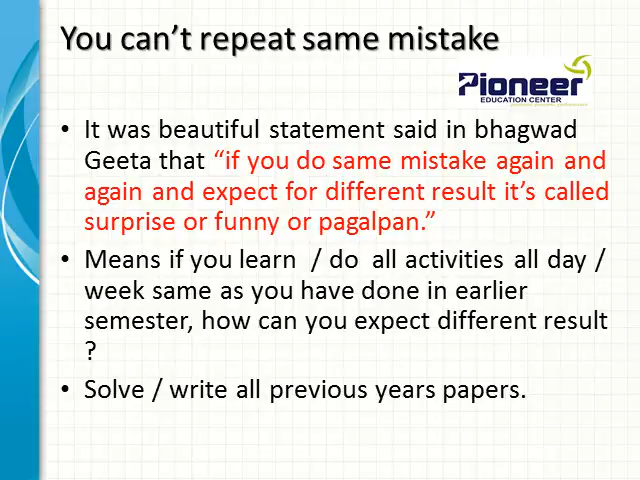 You can't repeat same mistake
Pioneer
EDUCATION CENTER
• It was beautiful statement said in bhagwad
Geeta that “if you do same mistake again and
again and expect for different result it's called
surprise or funny or pagalpan.”
• Means if you learn / do all activities all day /
week same as you have done in earlier
semester, how can you expect different result
?
• Solve / write all previous years papers.